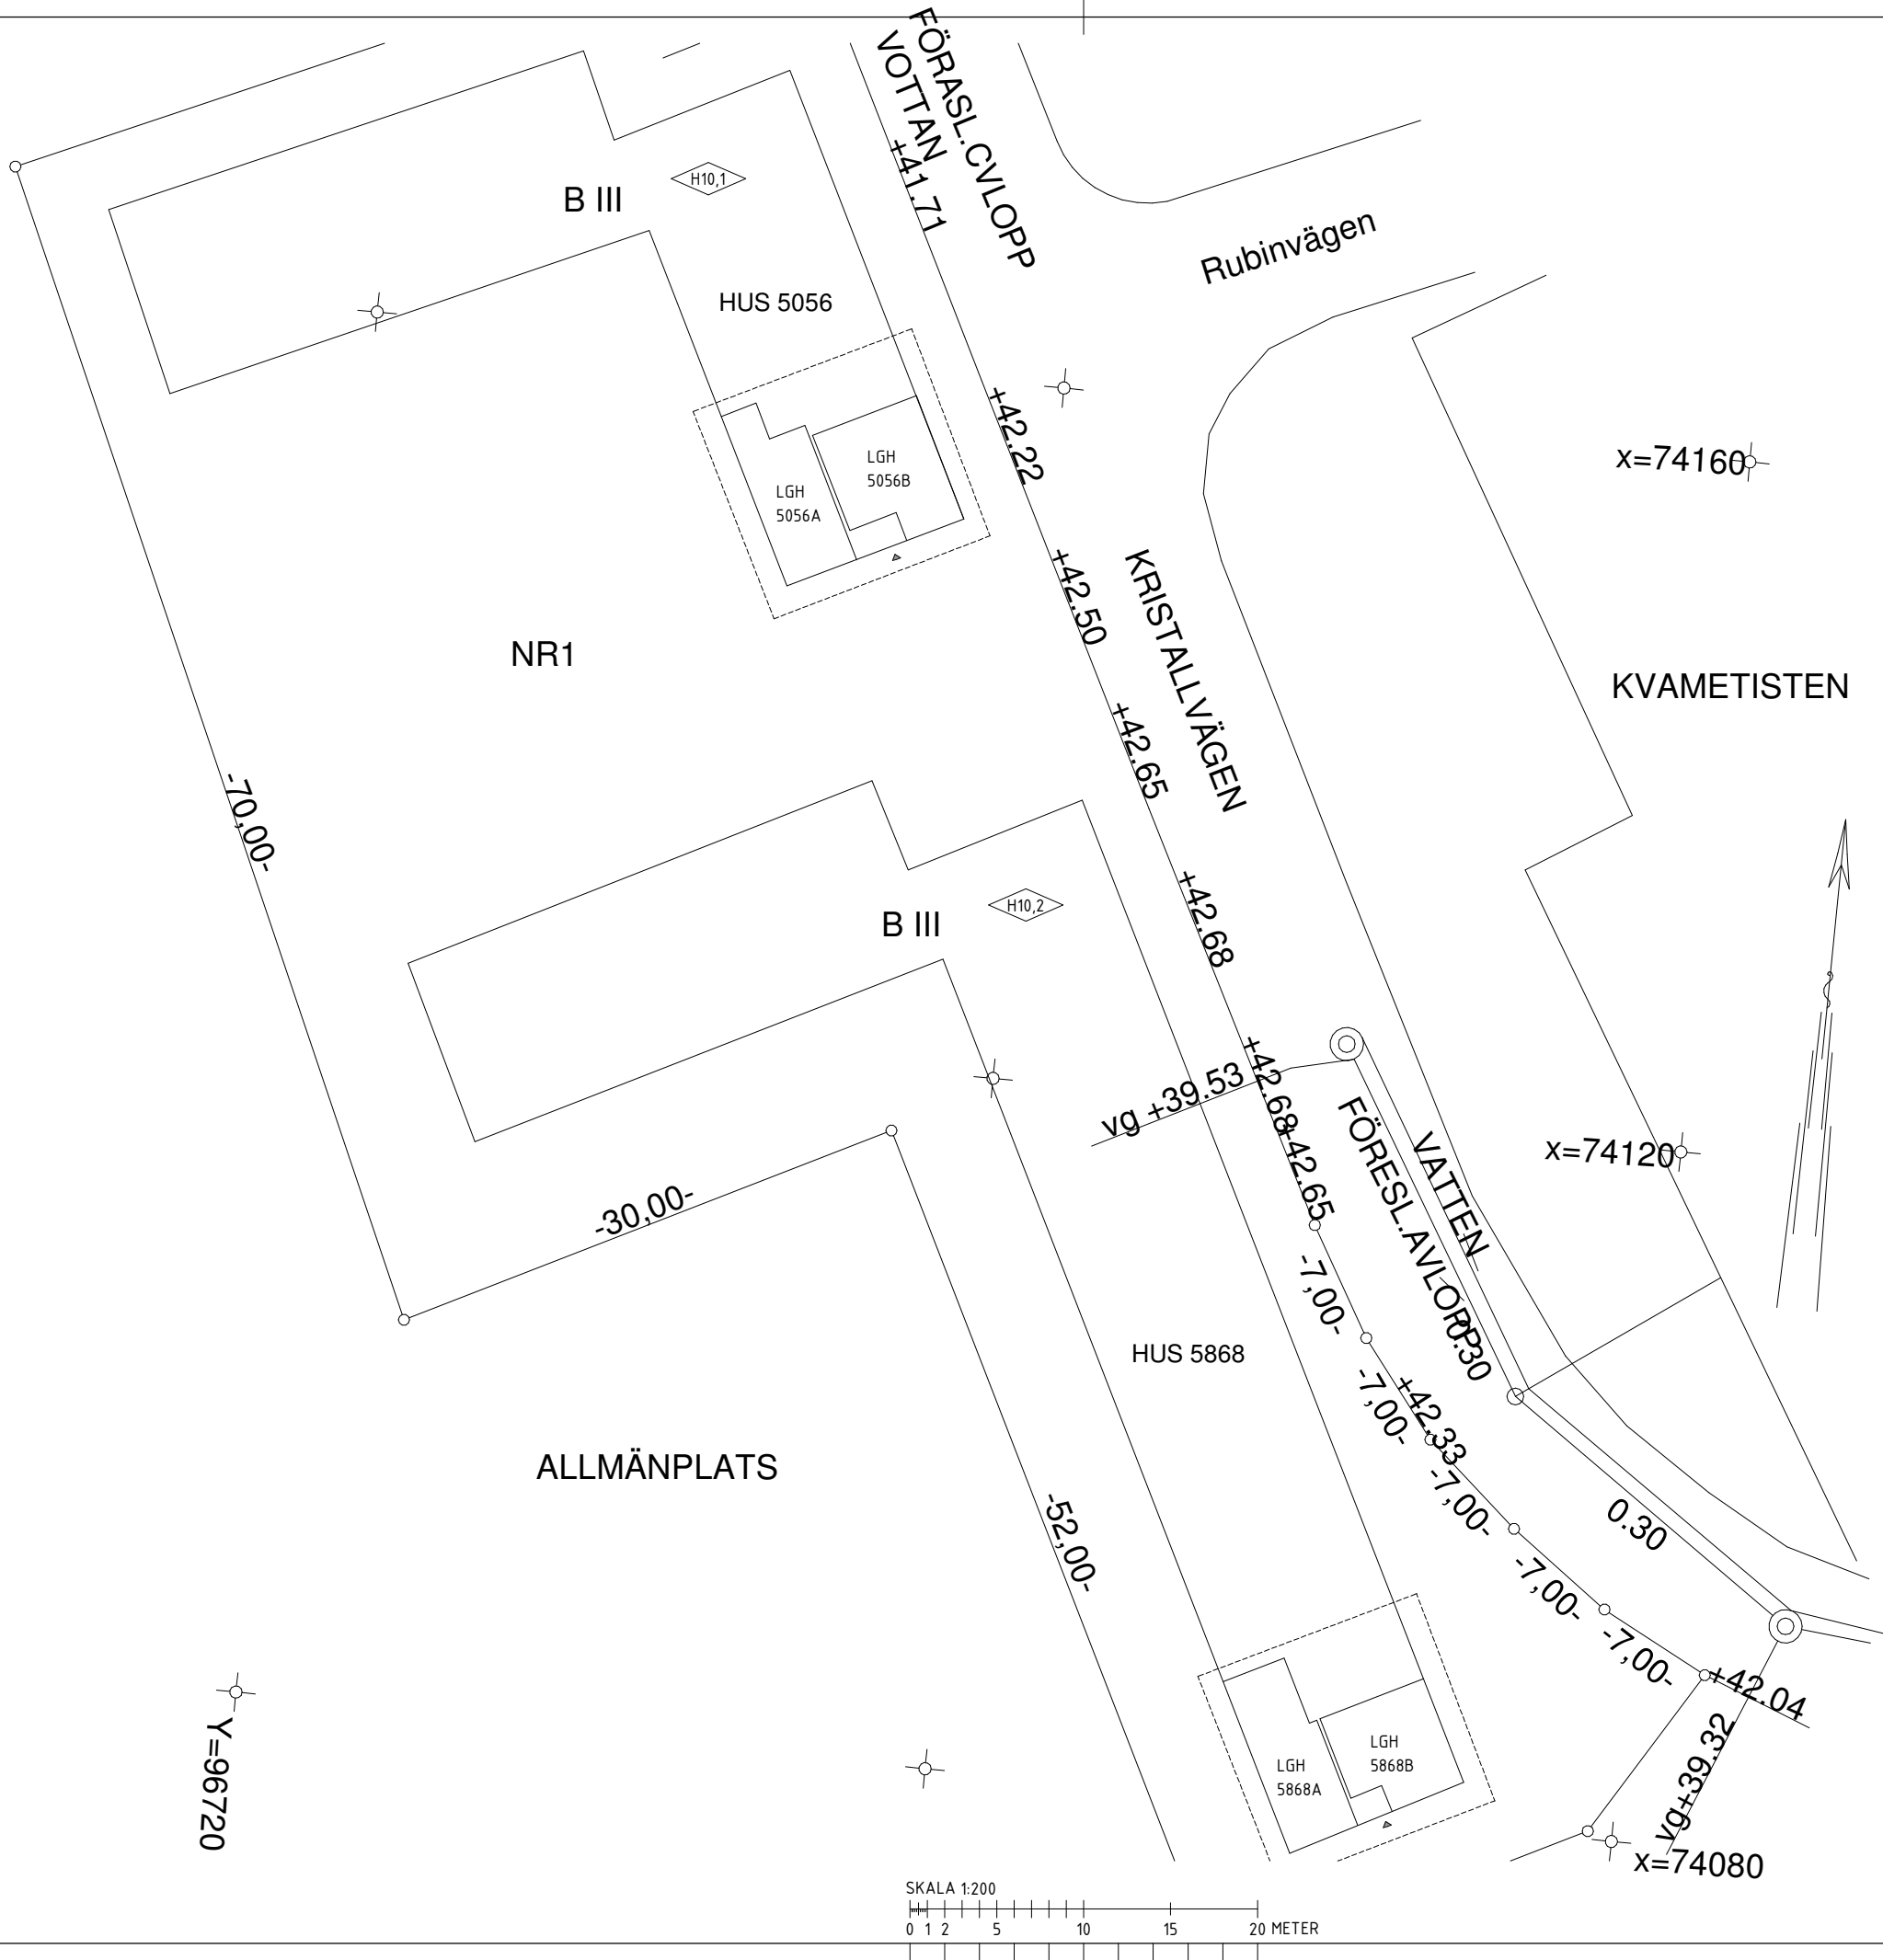 FÖRASL.CVLOPP
VOTTAN
+41.71
B III
H10,1
Rubinvägen
HUS 5056
+42.22
LGH
5056B
LGH
5056A
x=74160
+42.50
KRISTALLVÄGEN
NR1
KVAMETISTEN
+42.65
-70,00-
+42.68
B III
H10,2
+42.68
vg +39.53
FÖRESL.AVLOPP
VATTEN
+42.65
x=74120
-30,00-
-7,00-
0.30
HUS 5868
-7,00-
+42.33
ALLMÄNPLATS
-7,00-
-52,00-
0.30
-7,00-
-7,00-
+42.04
Y=96720
LGH
5868B
LGH
5868A
vg+39.32
x=74080
SKALA 1:200
0 1 2 5 10 15 20 METER